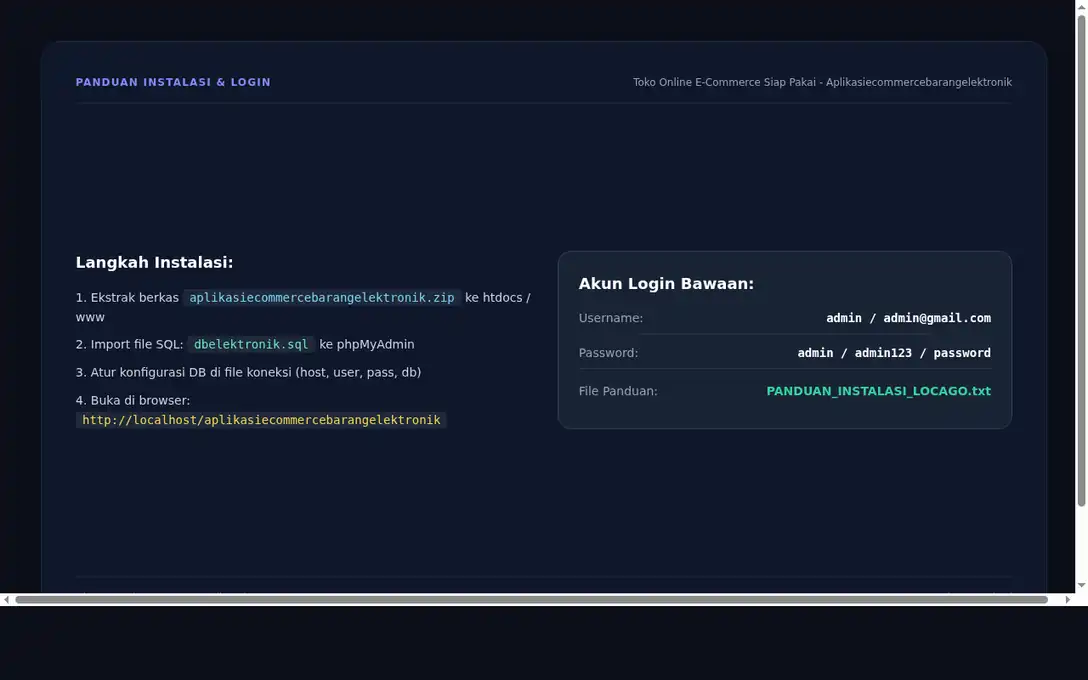 PANDUAN INSTALASI & LOGIN
Toko Online E-Commerce Siap Pakai - Aplikasiecommercebarangelektronik
Langkah Instalasi:
1. Ekstrak berkas aplikasiecommercebarangelektronik.zip ke htdocs /
www
2. Import file SQL: dbelektronik.sql ke phpMyAdmin
3. Atur konfigurasi DB di file koneksi (host, user, pass, db)
4. Buka di browser:
http://localhost/aplikasiecommercebarangelektronik
Akun Login Bawaan:
Username: admin / admin@gmail.com
Password: admin / admin123 / password
File Panduan: PANDUAN_INSTALASI_LOCAGO.txt